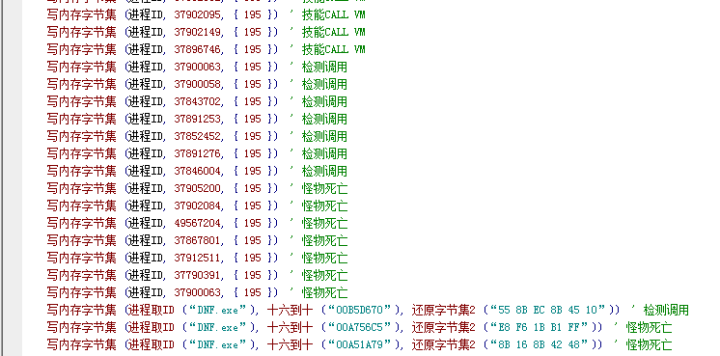 写内存字节集 (进程ID, 37902095, { 195 }) ' 技能CALL VM
写内存字节集 (进程ID, 37902149, { 195 }) ' 技能CALL VM
写内存字节集 (进程ID, 37896746, { 195 }) ' 技能CALL VM
写内存字节集 (进程ID, 37900063, { 195 }) ' 检测调用
写内存字节集 (进程ID, 37900058, { 195 }) ' 检测调用
写内存字节集 (进程ID, 37843702, { 195 }) ' 检测调用
写内存字节集 (进程ID, 37891253, { 195 }) ' 检测调用
写内存字节集 (进程ID, 37852452, { 195 }) ' 检测调用
写内存字节集 (进程ID, 37891276, { 195 }) ' 检测调用
写内存字节集 (进程ID, 37846004, { 195 }) ' 检测调用
写内存字节集 (进程ID, 37905200, { 195 }) ' 怪物死亡
写内存字节集 (进程ID, 37902084, { 195 }) ' 怪物死亡
写内存字节集 (进程ID, 49567204, { 195 }) ' 怪物死亡
写内存字节集 (进程ID, 37867801, { 195 }) ' 怪物死亡
写内存字节集 (进程ID, 37912511, { 195 }) ' 怪物死亡
写内存字节集 (进程ID, 37790391, { 195 }) ' 怪物死亡
写内存字节集 (进程ID, 37900063, { 195 }) ' 怪物死亡
写内存字节集 (进程取ID (“DNF.exe”), 十六到十 (“00B5D670”), 还原字节集2 (“55 8B EC 8B 45 10”)) ' 检测调用
写内存字节集 (进程取ID (“DNF.exe”), 十六到十 (“00A756C5”), 还原字节集2 (“E8 F6 1B B1 FF”)) ' 怪物死亡
写内存字节集 (进程取ID (“DNF.exe”), 十六到十 (“00A51A79”), 还原字节集2 (“8B 16 8B 42 48”)) ' 怪物死亡